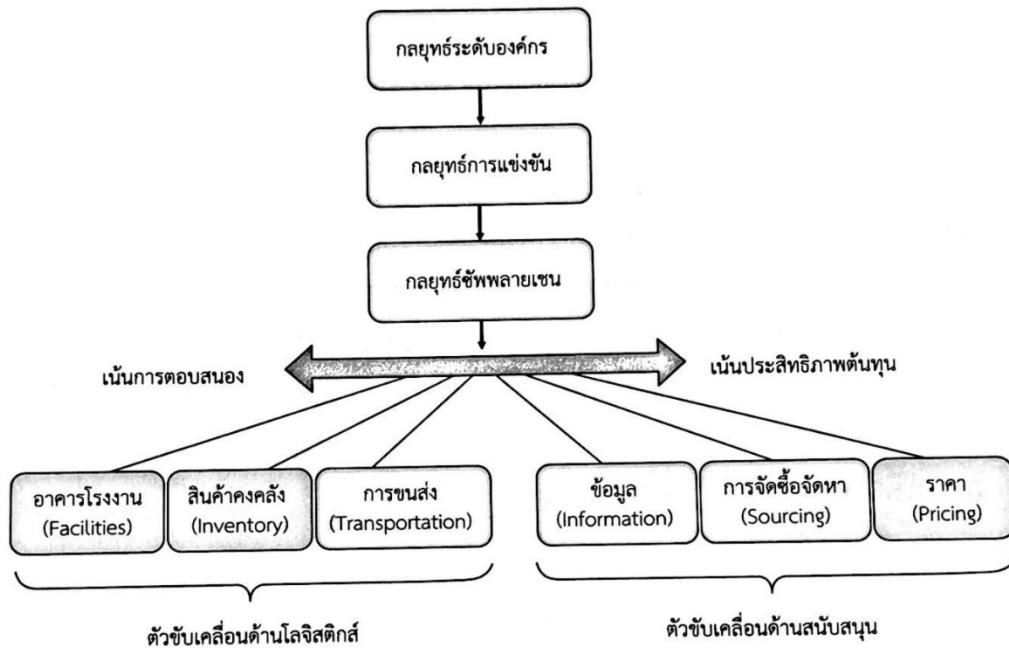 กลยุทธ์ระดับองค์กร
กลยุทธ์การแข่งขัน
กลยุทธ์ซัพพลายเชน
เน้นการตอบสนอง
เน้นประสิทธิภาพต้นทุน
อาคารโรงงาน
(Facilities)
สินค้าคงคลัง
(Inventory)
การขนส่ง
(Transportation)
ข้อมูล
(Information)
การจัดซื้อจัดหา
(Sourcing)
ราคา
(Pricing)
ตัวขับเคลื่อนด้านโลจิสติกส์
ตัวขับเคลื่อนด้านสนับสนุน